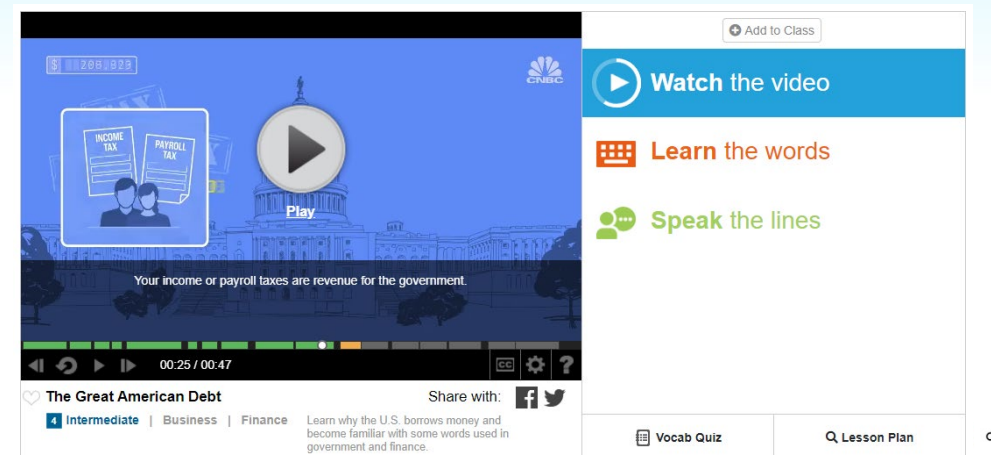 Add to Class
CNBC
INCOME
TAX
PAYROLL
TAX
Play
Your income or payroll taxes are revenue for the government.
00:25 / 00:47
CC
?
Watch the video
Learn the words
Speak the lines
The Great American Debt
Share with:
4 Intermediate | Business | Finance
Learn why the U.S. borrows money and
become familiar with some words used in
government and finance.
Vocab Quiz
Lesson Plan